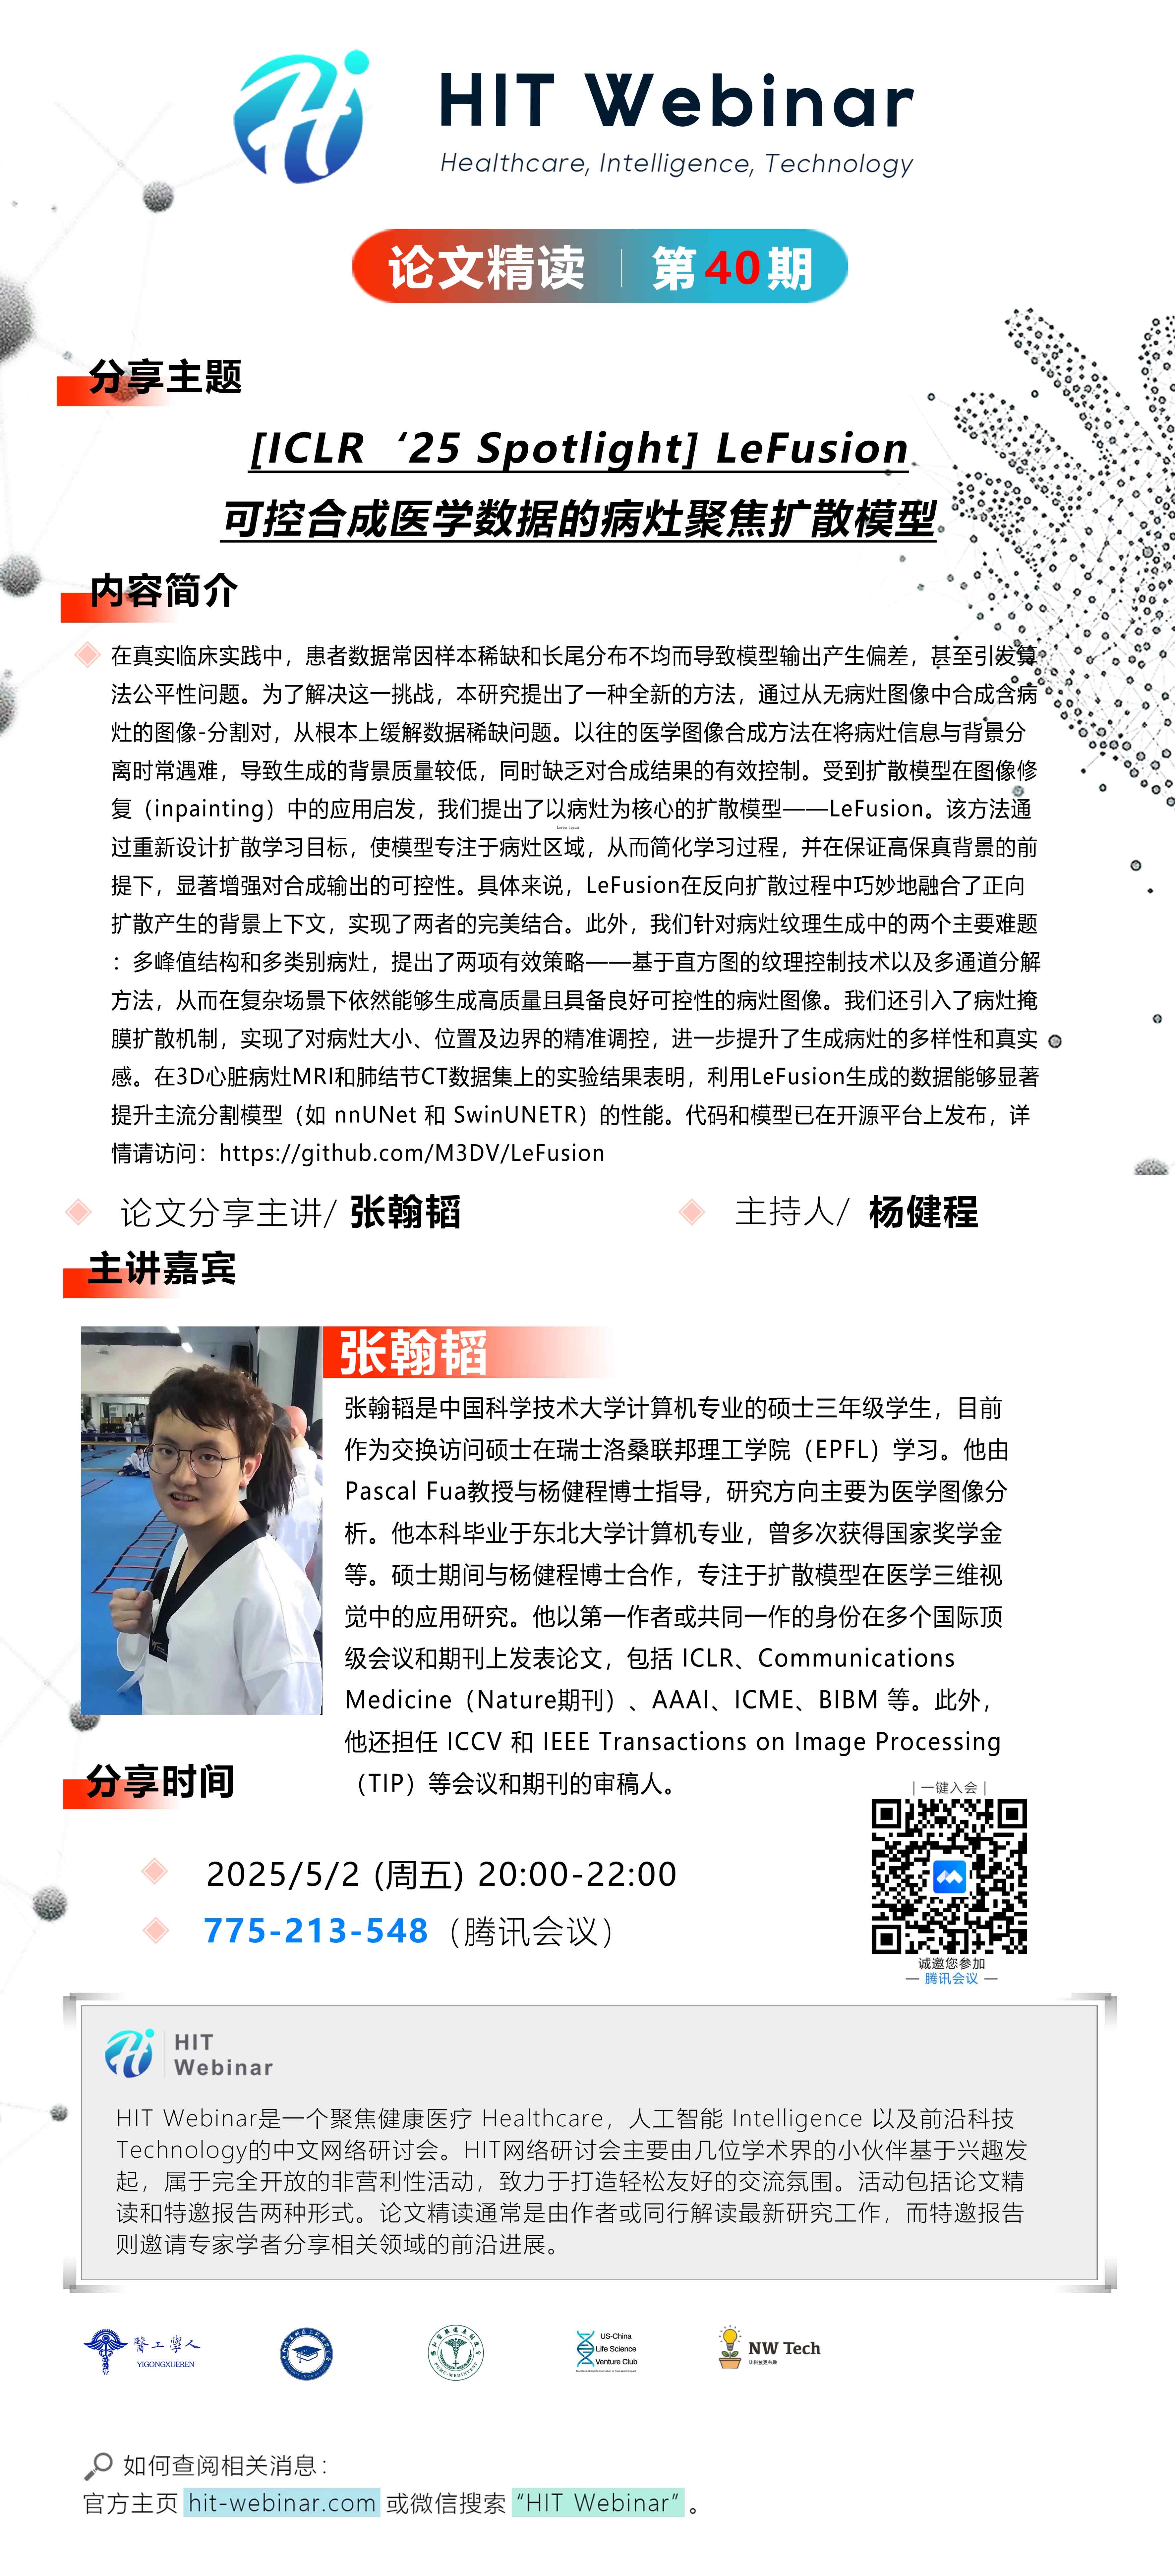 HIT Webinar
Healthcare, Intelligence, Technology
论文精读 | 第40期
分享主题
[ICLR ‘25 Spotlight] LeFusion
可控合成医学数据的病灶聚焦扩散模型
内容简介
在真实临床实践中，患者数据常因样本稀缺和长尾分布不均而导致模型输出产生偏差，甚至引发算
法公平性问题。为了解决这一挑战，本研究提出了一种全新的方法，通过从无病灶图像中合成含病
灶的图像-分割对，从根本上缓解数据稀缺问题。以往的医学图像合成方法在将病灶信息与背景分
离时常遇难，导致生成的背景质量较低，同时缺乏对合成结果的有效控制。受到扩散模型在图像修
复（inpainting）中的应用启发，我们提出了以病灶为核心的扩散模型——LeFusion。该方法通
过重新设计扩散学习目标，使模型专注于病灶区域，从而简化学习过程，并在保证高保真背景的前
提下，显著增强对合成输出的可控性。具体来说，LeFusion在反向扩散过程中巧妙地融合了正向
扩散产生的背景上下文，实现了两者的完美结合。此外，我们针对病灶纹理生成中的两个主要难题
：多峰值结构和多类别病灶，提出了两项有效策略——基于直方图的纹理控制技术以及多通道分解
方法，从而在复杂场景下依然能够生成高质量且具备良好可控性的病灶图像。我们还引入了病灶掩
膜扩散机制，实现了对病灶大小、位置及边界的精准调控，进一步提升了生成病灶的多样性和真实
感。在3D心脏病灶MRI和肺结节CT数据集上的实验结果表明，利用LeFusion生成的数据能够显著
提升主流分割模型（如 nnUNet 和 SwinUNETR）的性能。代码和模型已在开源平台上发布，详
情请访问：https://github.com/M3DV/LeFusion
论文分享主讲/ 张翰韬
主持人/ 杨健程
主讲嘉宾
张翰韬
张翰韬是中国科学技术大学计算机专业的硕士三年级学生，目前
作为交换访问硕士在瑞士洛桑联邦理工学院（EPFL）学习。他由
Pascal Fua教授与杨健程博士指导，研究方向主要为医学图像分
析。他本科毕业于东北大学计算机专业，曾多次获得国家奖学金
等。硕士期间与杨健程博士合作，专注于扩散模型在医学三维视
觉中的应用研究。他以第一作者或共同一作的身份在多个国际顶
级会议和期刊上发表论文，包括 ICLR、Communications
Medicine（Nature期刊）、AAAI、ICME、BIBM 等。此外，
他还担任 ICCV 和 IEEE Transactions on Image Processing
（TIP）等会议和期刊的审稿人。
分享时间
2025/5/2 (周五) 20:00-22:00
775-213-548（腾讯会议）
| 一键入会 |
诚邀您参加
— 腾讯会议 —
HIT
Webinar
HIT Webinar是一个聚焦健康医疗 Healthcare，人工智能 Intelligence 以及前沿科技
Technology的中文网络研讨会。HIT网络研讨会主要由几位学术界的小伙伴基于兴趣发
起，属于完全开放的非营利性活动，致力于打造轻松友好的交流氛围。活动包括论文精
读和特邀报告两种形式。论文精读通常是由作者或同行解读最新研究工作，而特邀报告
则邀请专家学者分享相关领域的前沿进展。
醫工學人
YIGONGXUEREN
US-China
Life Science
Venture Club
NW Tech
让科技更有趣
如何查阅相关消息：
官方主页 hit-webinar.com 或微信搜索 “HIT Webinar” 。